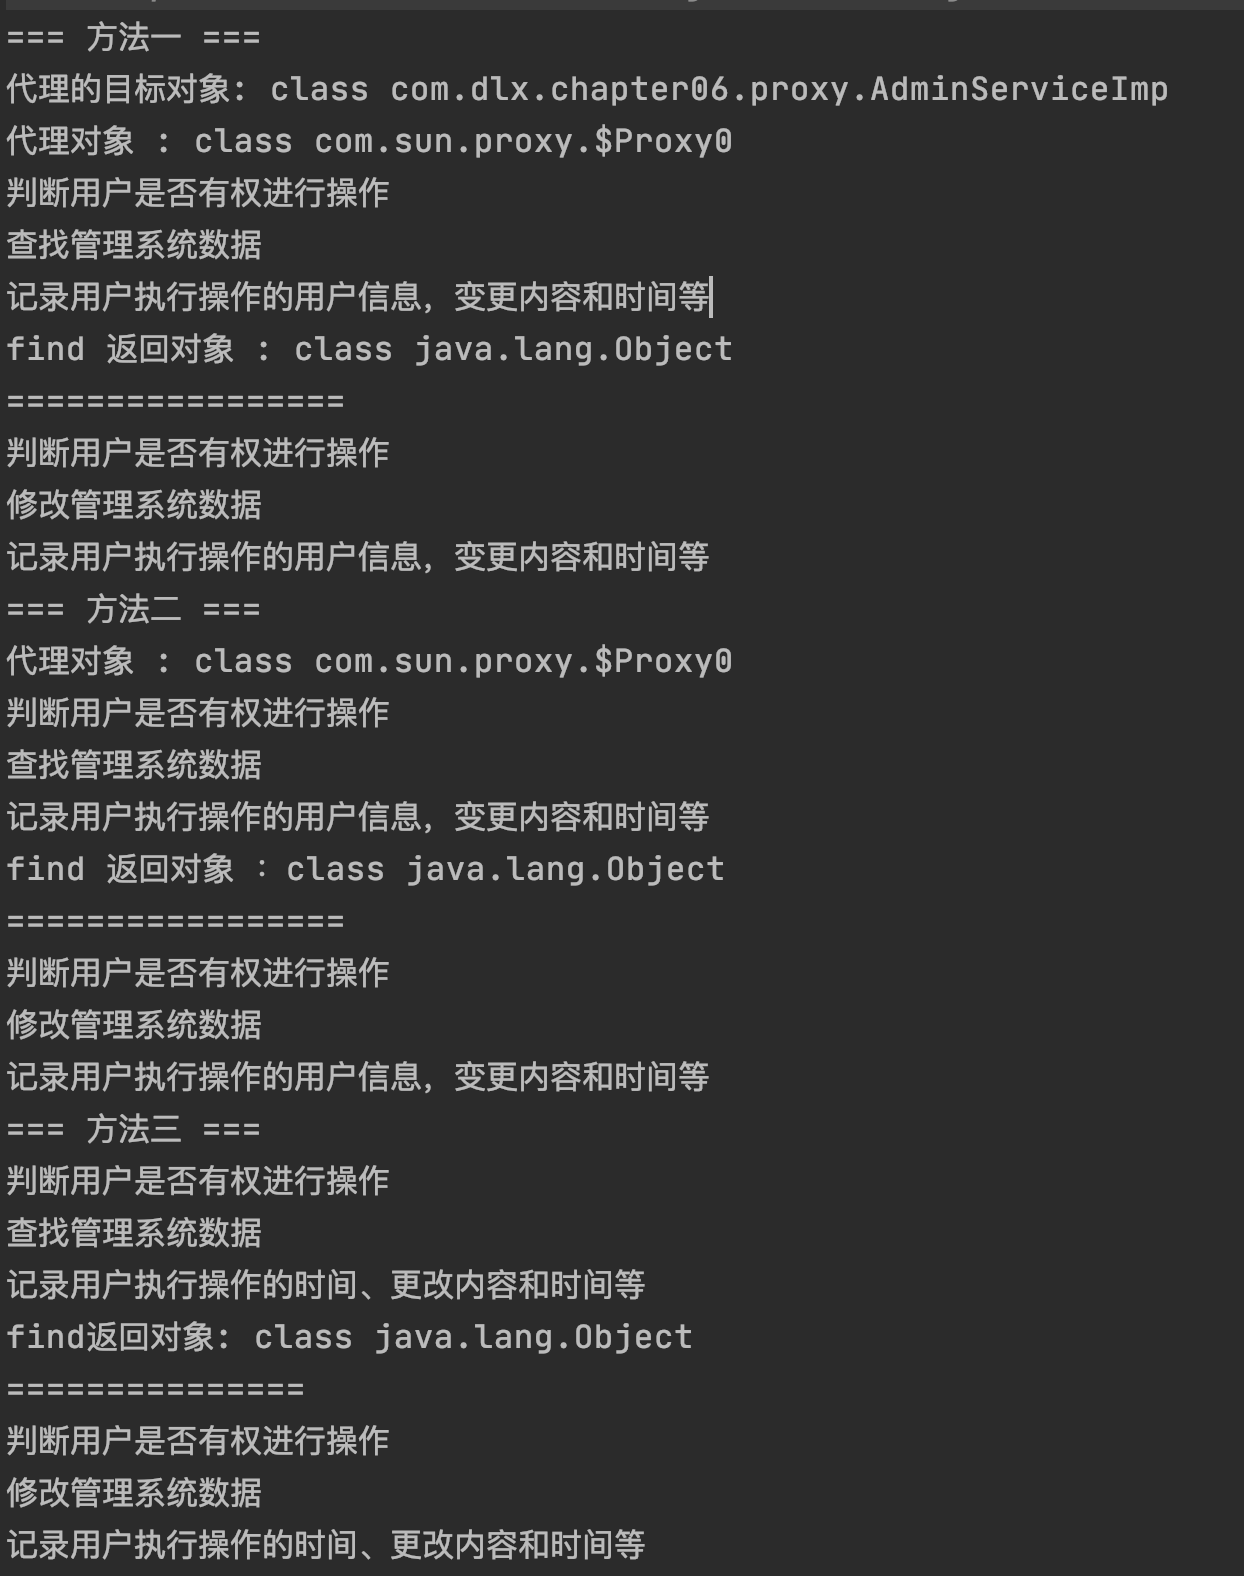 === 方法一 ===
代理的目标对象: class com.dlx.chapter06.proxy.AdminServiceImp
代理对象 : class com.sun.proxy.$Proxy0
判断用户是否有权进行操作
查找管理系统数据
记录用户执行操作的用户信息，变更内容和时间等
find 返回对象 : class java.lang.Object
=================
判断用户是否有权进行操作
修改管理系统数据
记录用户执行操作的用户信息，变更内容和时间等
=== 方法二 ===
代理对象 : class com.sun.proxy.$Proxy0
判断用户是否有权进行操作
查找管理系统数据
记录用户执行操作的用户信息，变更内容和时间等
find 返回对象 ：class java.lang.Object
=================
判断用户是否有权进行操作
修改管理系统数据
记录用户执行操作的用户信息，变更内容和时间等
=== 方法三 ===
判断用户是否有权进行操作
查找管理系统数据
记录用户执行操作的时间、更改内容和时间等
find返回对象: class java.lang.Object
===============
判断用户是否有权进行操作
修改管理系统数据
记录用户执行操作的时间、更改内容和时间等